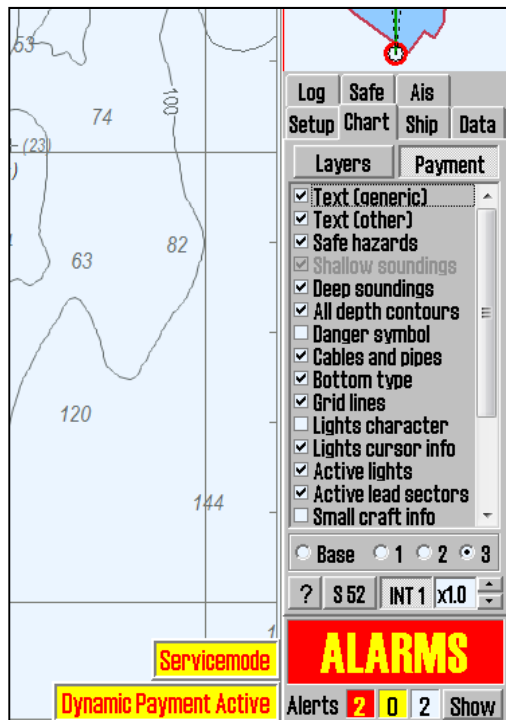 53
74
100
(23)
)
82
63
120
144
1
Log Safe Ais
Setup Chart Ship Data
Layers Payment
Text (generic)
Text (other)
Safe hazards
Shallow soundings
Deep soundings
All depth contours
Danger symbol
Cables and pipes
Bottom type
Grid lines
Lights character
Lights cursor info
Active lights
Active lead sectors
Small craft info
Base 1 2 3
? S 52 INT 1 x1.0
Servicemode
Dynamic Payment Active
ALARMS
Alerts 2 0 2 Show